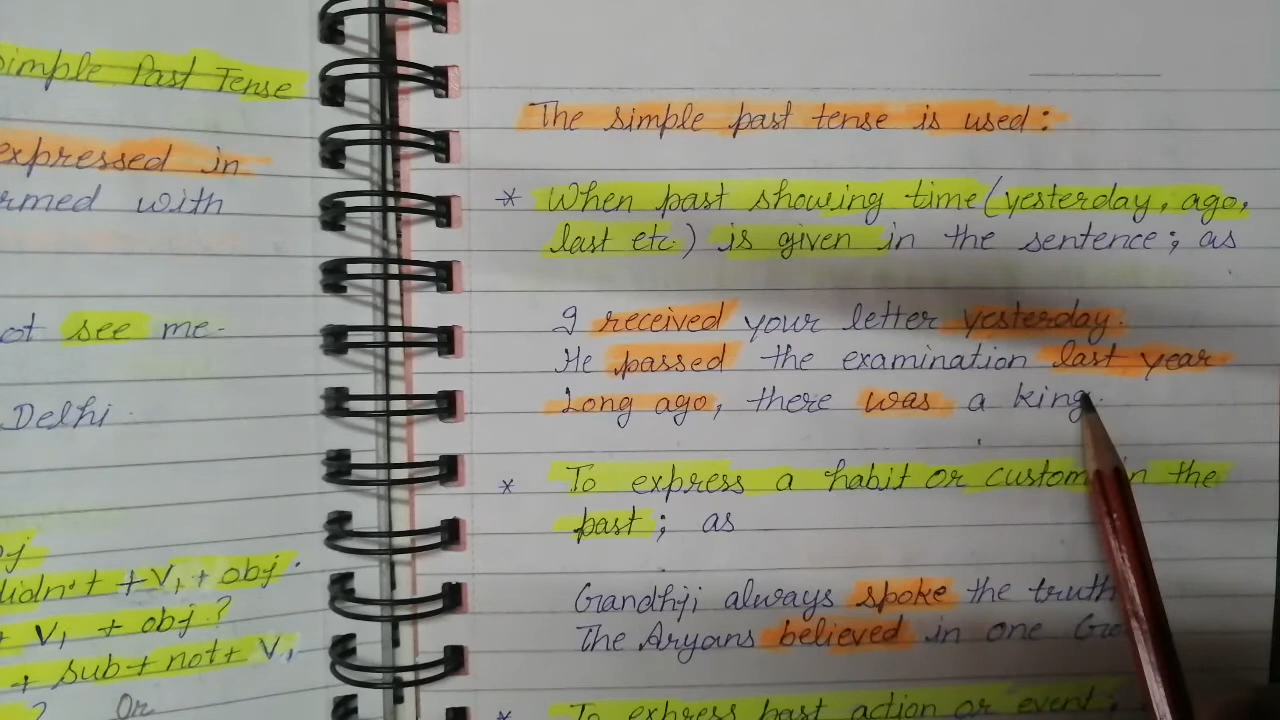 Simple Past Tense
expressed in
with
see me.
Delhi.
+ V₁ + obj.
+ V₁ + obj.?
+ sub + not + V₁
? Or
The simple past tense is used:
* When past showing time (yesterday, ago,
last etc.) is given in the sentence; as
I received your letter yesterday.
He passed the examination last year
Long ago, there was a king.
* To express a habit or custom in the
past; as
Gandhiji always spoke the truth
The Aryans believed in one
* To express past action or event;